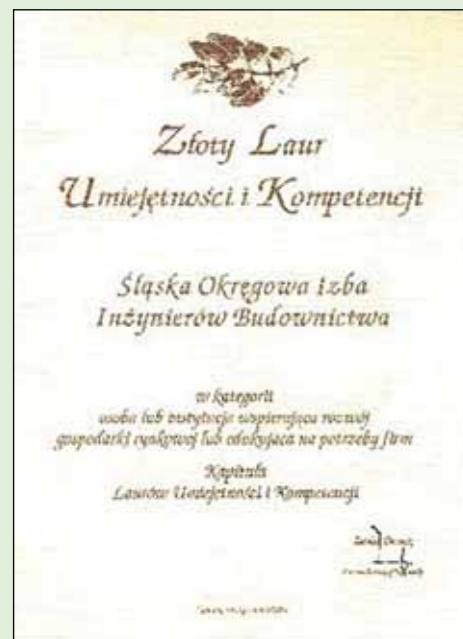 Złoty Laur
Umiejętności i Kompetencji
Śląska Okręgowa Izba
Inżynierów Budownictwa
w kategorii
osoba lub instytucja wspierająca rozwój
gospodarki rynkowej lub edukująca na potrzeby firm
Kapituła
Laurów Umiejętności i Kompetencji